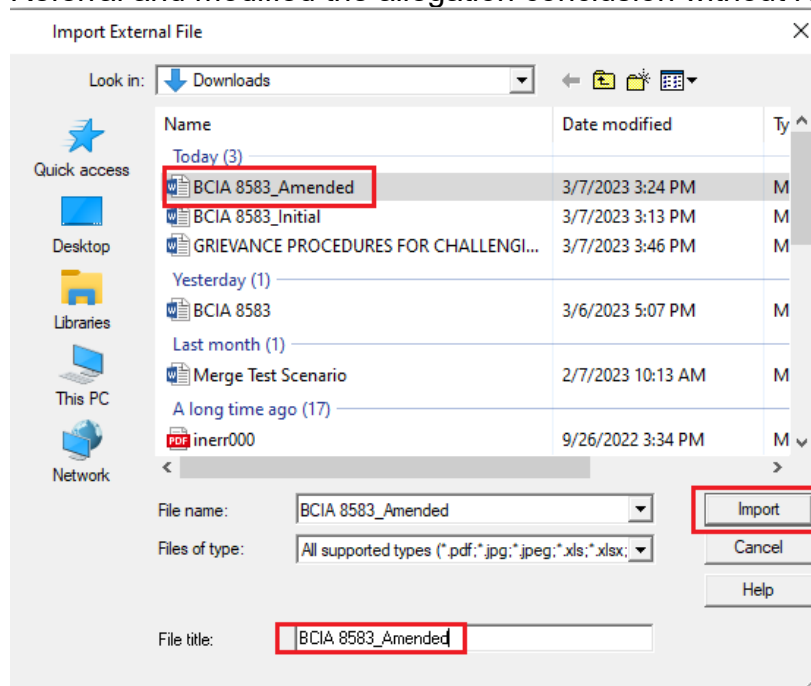 Import External File
Look in: Downloads
Name Date modified Ty
Quick access
Today (3)
BCIA 8583_Amended 3/7/2023 3:24 PM M
BCIA 8583_Initial 3/7/2023 3:13 PM M
Desktop
GRIEVANCE PROCEDURES FOR CHALLENGI... 3/7/2023 3:46 PM M
Yesterday (1)
Libraries
BCIA 8583 3/6/2023 5:07 PM M
Last month (1)
Merge Test Scenario 2/7/2023 10:13 AM M
This PC
A long time ago (17)
PDF inerr000 9/26/2022 3:34 PM M
Network
File name: BCIA 8583_Amended Import
Files of type: All supported types (*.pdf;*.jpg;*.jpeg;*.xls;*.xlsx; Cancel
Help
File title: BCIA 8583_Amended